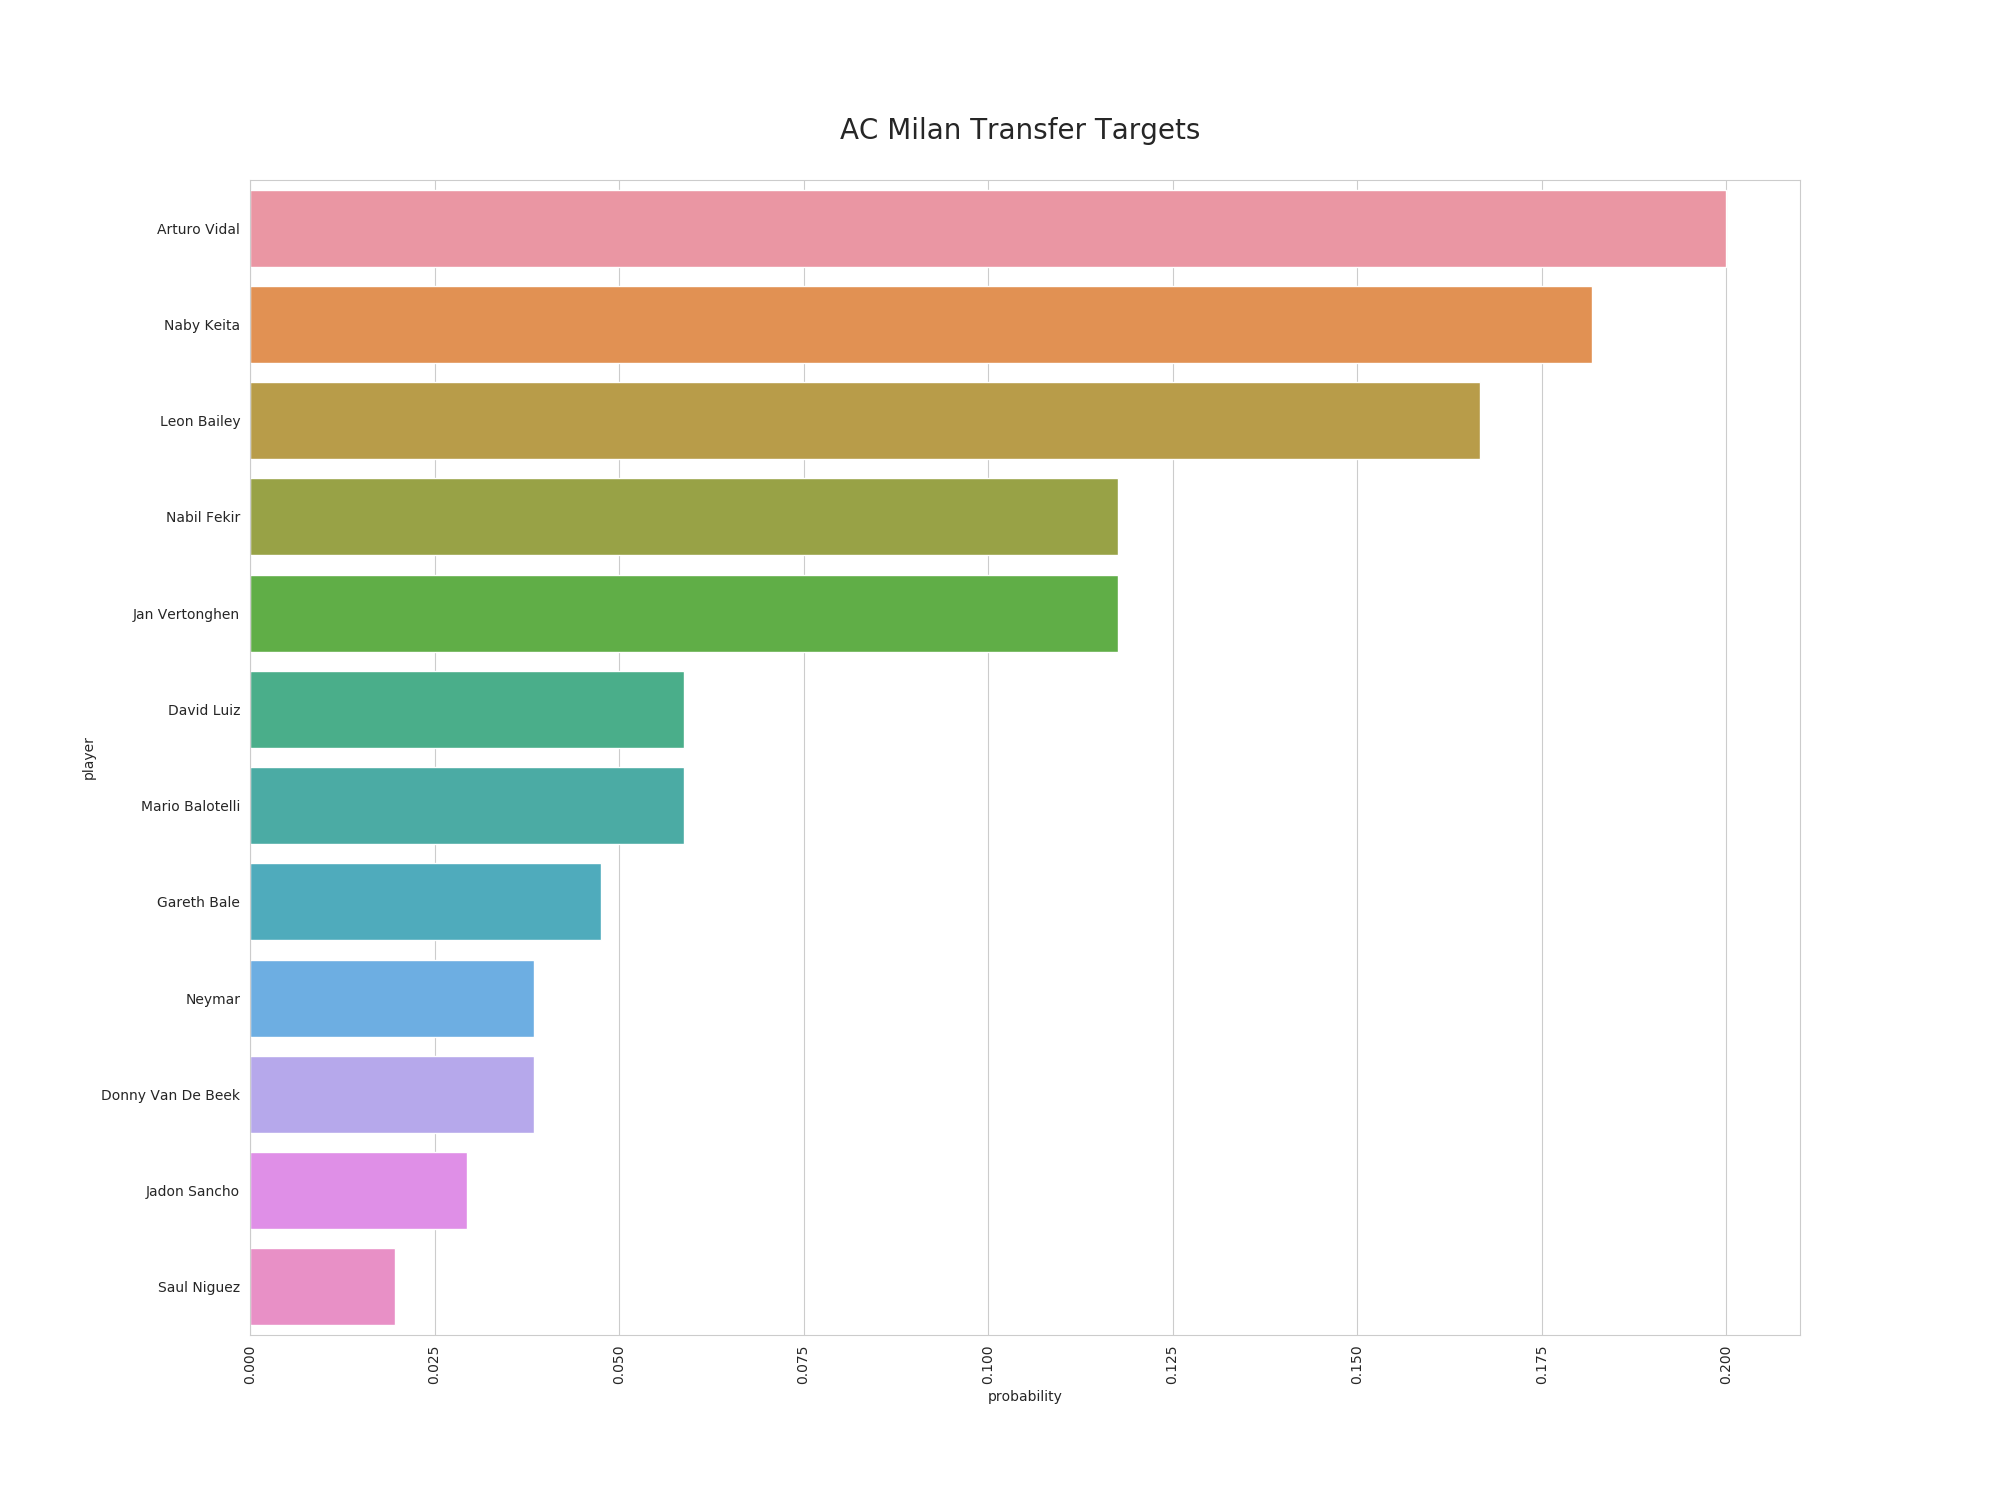 AC Milan Transfer Targets
Arturo Vidal
Naby Keita
Leon Bailey
Nabil Fekir
Jan Vertonghen
David Luiz
Mario Balotelli
Gareth Bale
Neymar
Donny Van De Beek
Jadon Sancho
Saul Niguez
player
0.000
0.025
0.050
0.075
0.100
0.125
0.150
0.175
0.200
probability